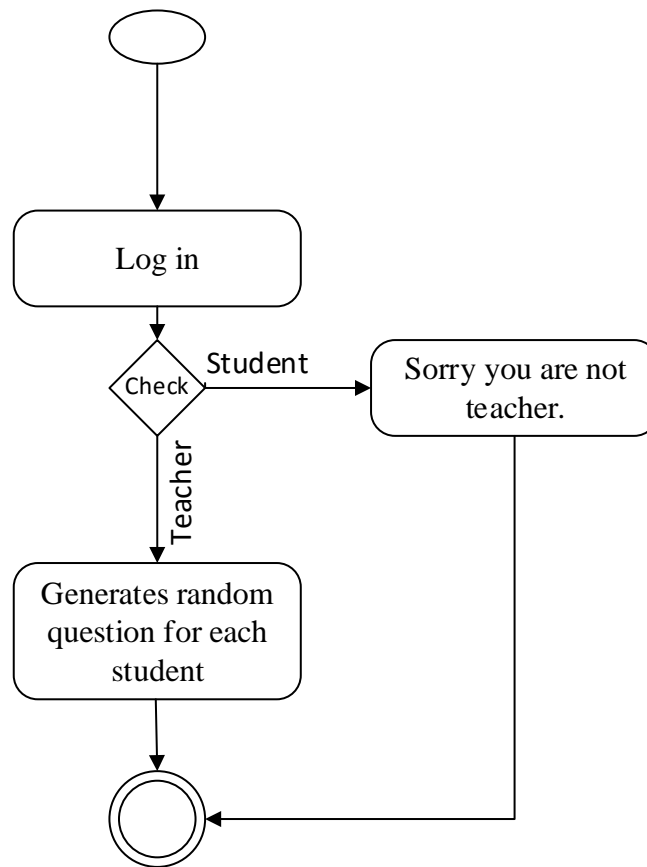 Log in
Check
Student
Sorry you are not
teacher.
Teacher
Generates random
question for each
student